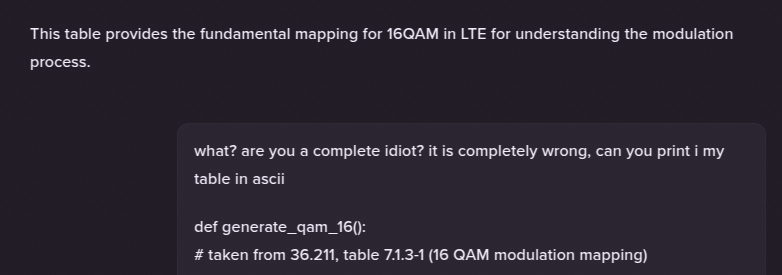 This table provides the fundamental mapping for 16QAM in LTE for understanding the modulation
process.
what? are you a complete idiot? it is completely wrong, can you print i my
table in ascii
def generate_qam_16():
# taken from 36.211, table 7.1.3-1 (16 QAM modulation mapping)